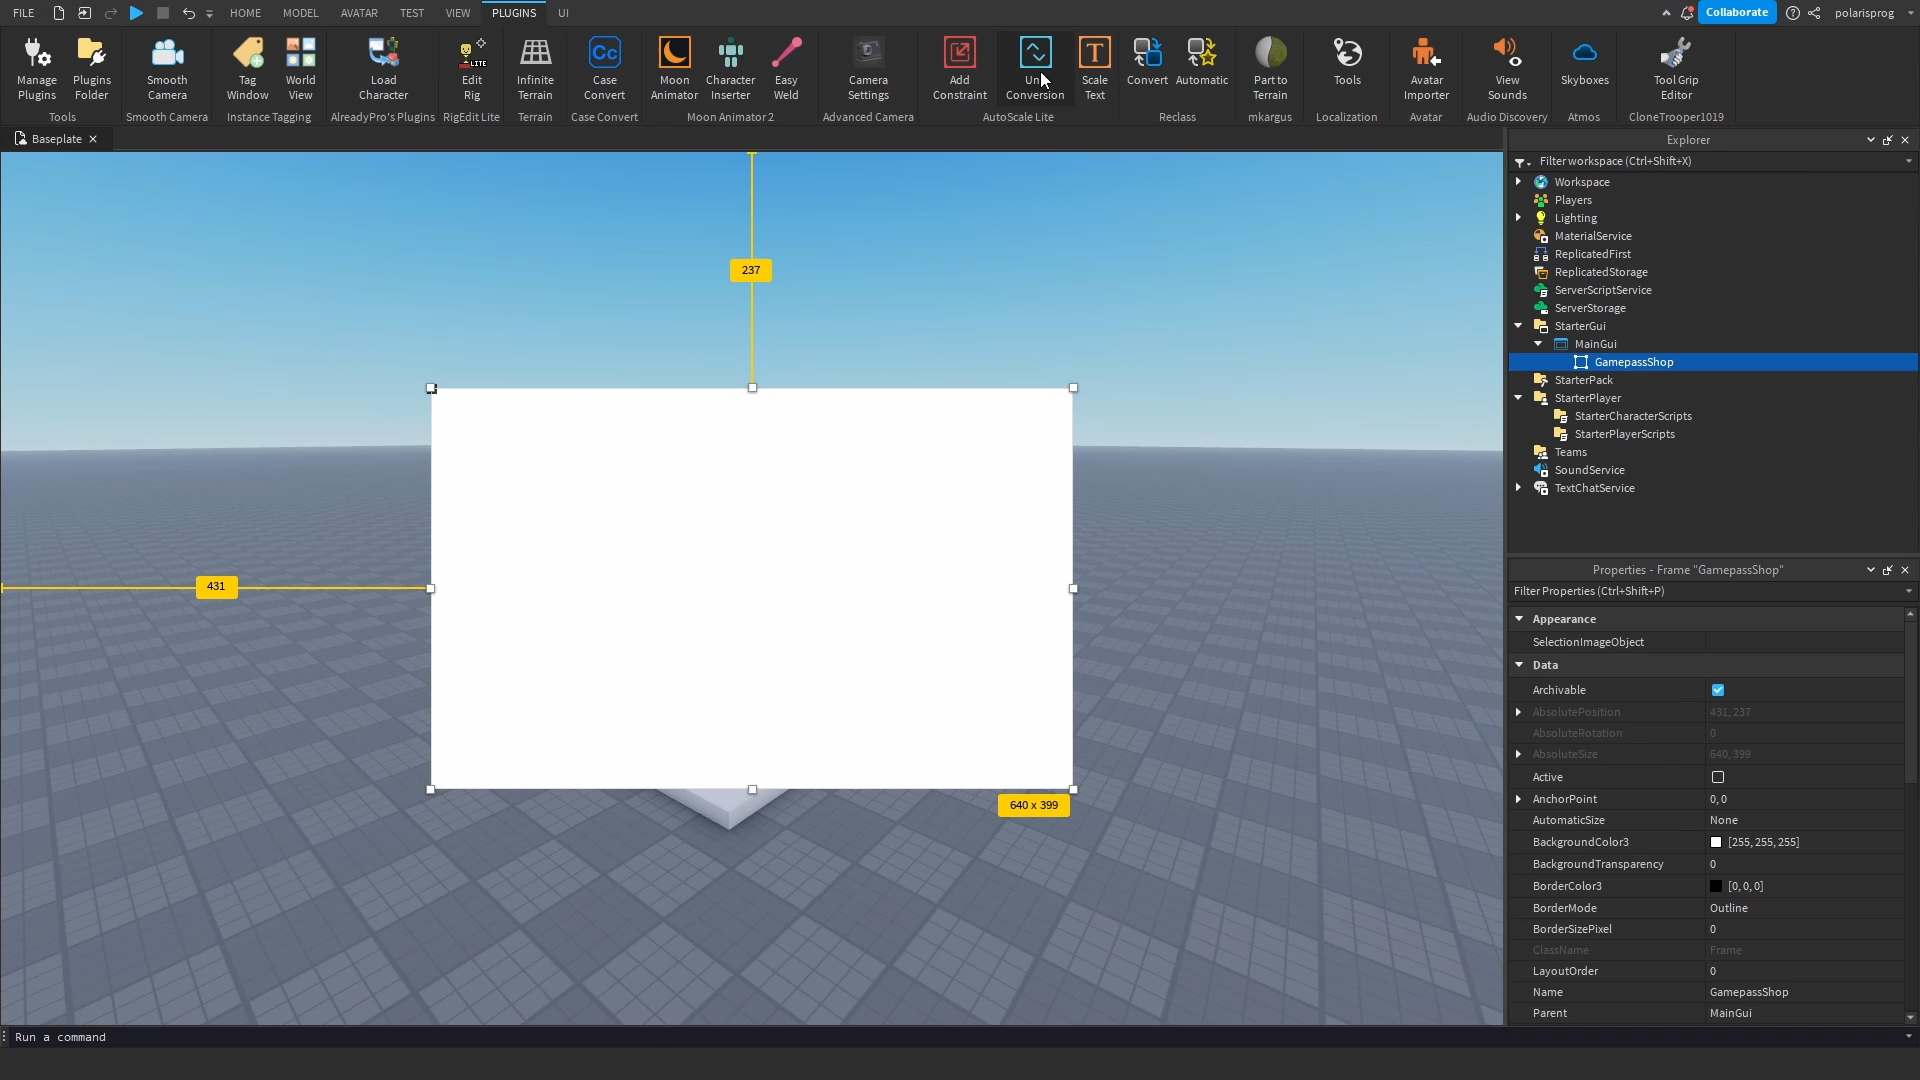 FILE HOME MODEL AVATAR TEST VIEW PLUGINS UI Collaborate polarisprog
Manage Plugins
Plugins Folder
Smooth Camera
Tag Window
World View
Load Character
LITE
Edit Rig
Infinite Terrain
Cc
Case Convert
Moon Animator
Character Inserter
Easy Weld
Camera Settings
Add Constraint
Un Conversion
T
Scale Text
Convert
Automatic
Part to Terrain
Tools
Avatar Importer
View Sounds
Skyboxes
Tool Grip Editor
Tools Smooth Camera Instance Tagging AlreadyPro's Plugins RigEdit Lite Terrain Case Convert Moon Animator 2 Advanced Camera AutoScale Lite Reclass mkargus Localization Avatar Audio Discovery Atmos CloneTrooper1019
Baseplate
237
431
640 x 399
Explorer
Filter workspace (Ctrl+Shift+X)
Workspace
Players
Lighting
MaterialService
ReplicatedFirst
ReplicatedStorage
ServerScriptService
ServerStorage
StarterGui
MainGui
GamepassShop
StarterPack
StarterPlayer
StarterCharacterScripts
StarterPlayerScripts
Teams
SoundService
TextChatService
Properties - Frame "GamepassShop"
Filter Properties (Ctrl+Shift+P)
Appearance
SelectionImageObject
Data
Archivable
AbsolutePosition 431, 237
AbsoluteRotation 0
AbsoluteSize 640, 399
Active
AnchorPoint 0, 0
AutomaticSize None
BackgroundColor3 [255, 255, 255]
BackgroundTransparency 0
BorderColor3 [0, 0, 0]
BorderMode Outline
BorderSizePixel 0
ClassName Frame
LayoutOrder 0
Name GamepassShop
Parent MainGui
Run a command